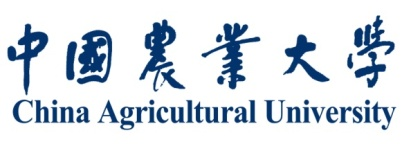 中國農業大學
China Agricultural University